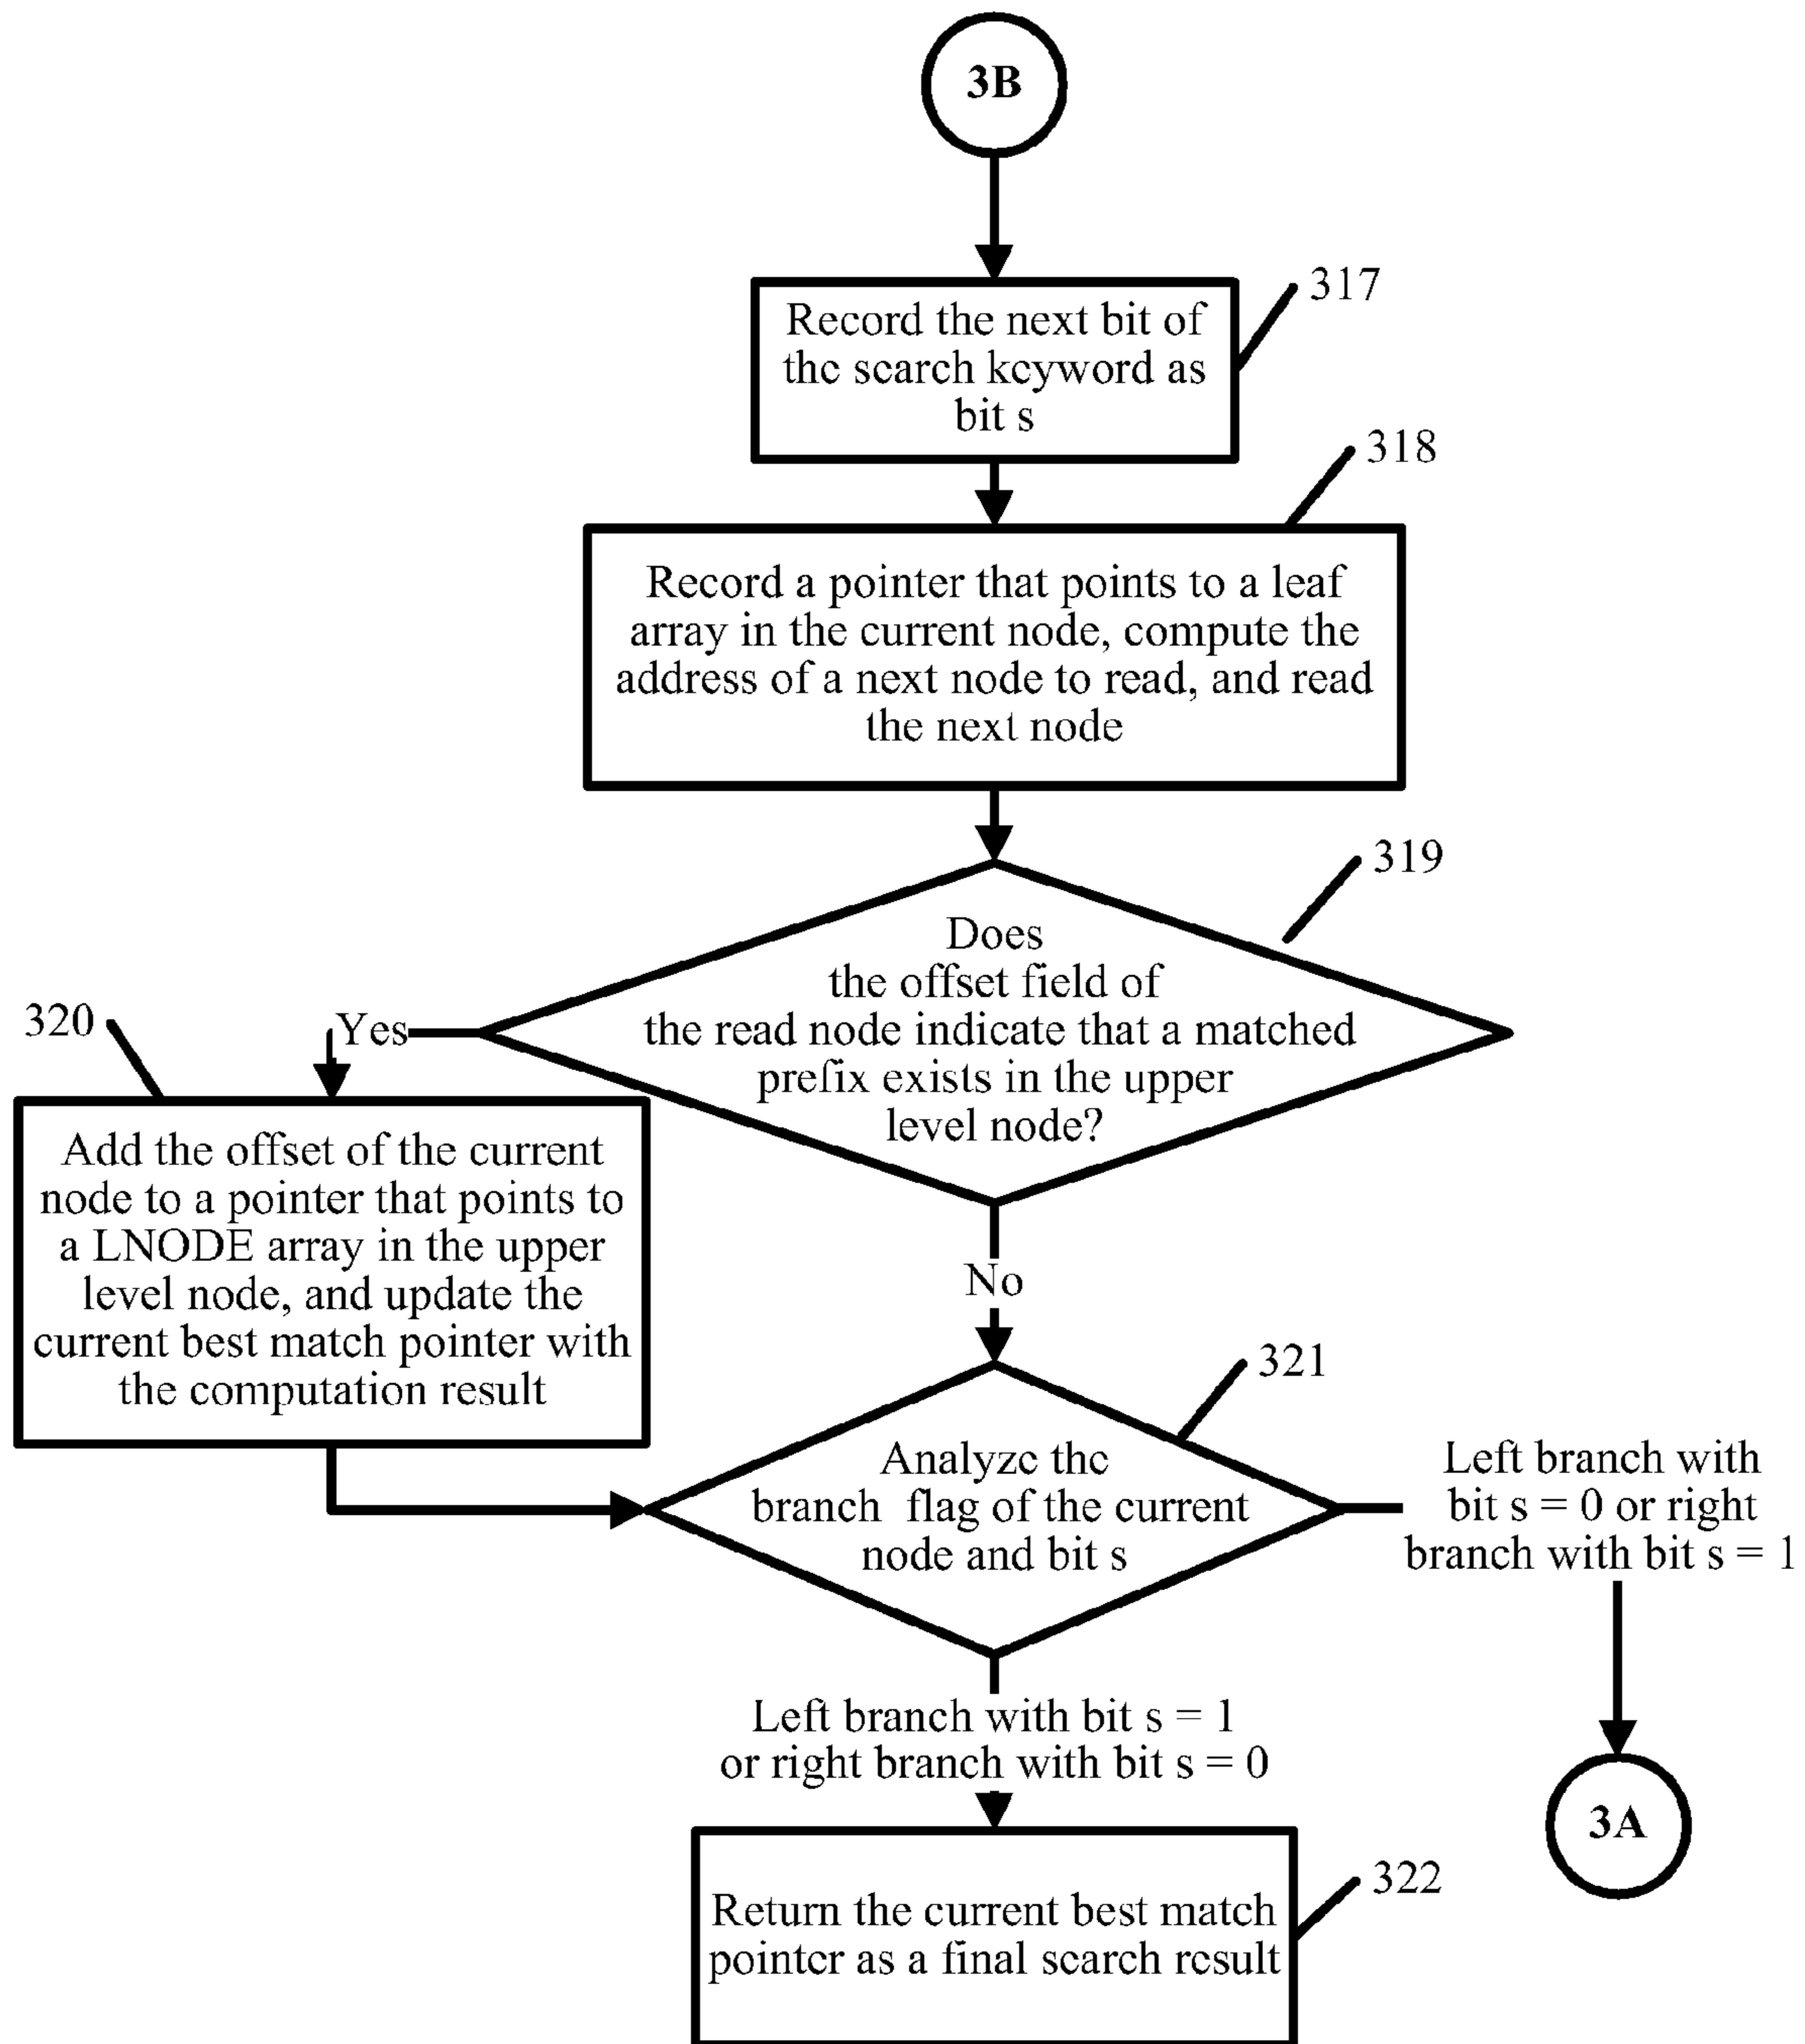 3B
317
Record the next bit of
the search keyword as
bit s
318
Record a pointer that points to a leaf
array in the current node, compute the
address of a next node to read, and read
the next node
319
Does
the offset field of
the read node indicate that a matched
prefix exists in the upper
level node?
320
Yes
Add the offset of the current
node to a pointer that points to
a LNODE array in the upper
level node, and update the
current best match pointer with
the computation result
No
321
Analyze the
branch flag of the current
node and bit s
Left branch with
bit s = 0 or right
branch with bit s = 1
Left branch with bit s = 1
or right branch with bit s = 0
3A
322
Return the current best match
pointer as a final search result